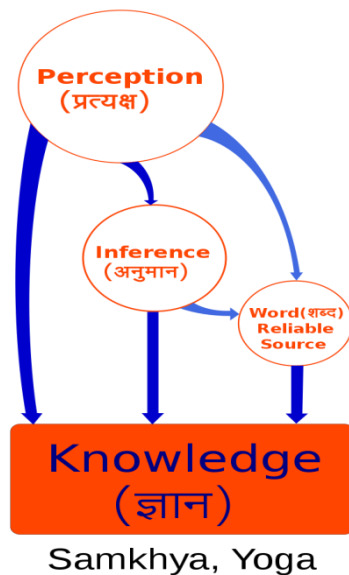 Perception
(प्रत्यक्ष)
Inference
(अनुमान)
Word(शब्द)
Reliable
Source
Knowledge
(ज्ञान)
Samkhya, Yoga